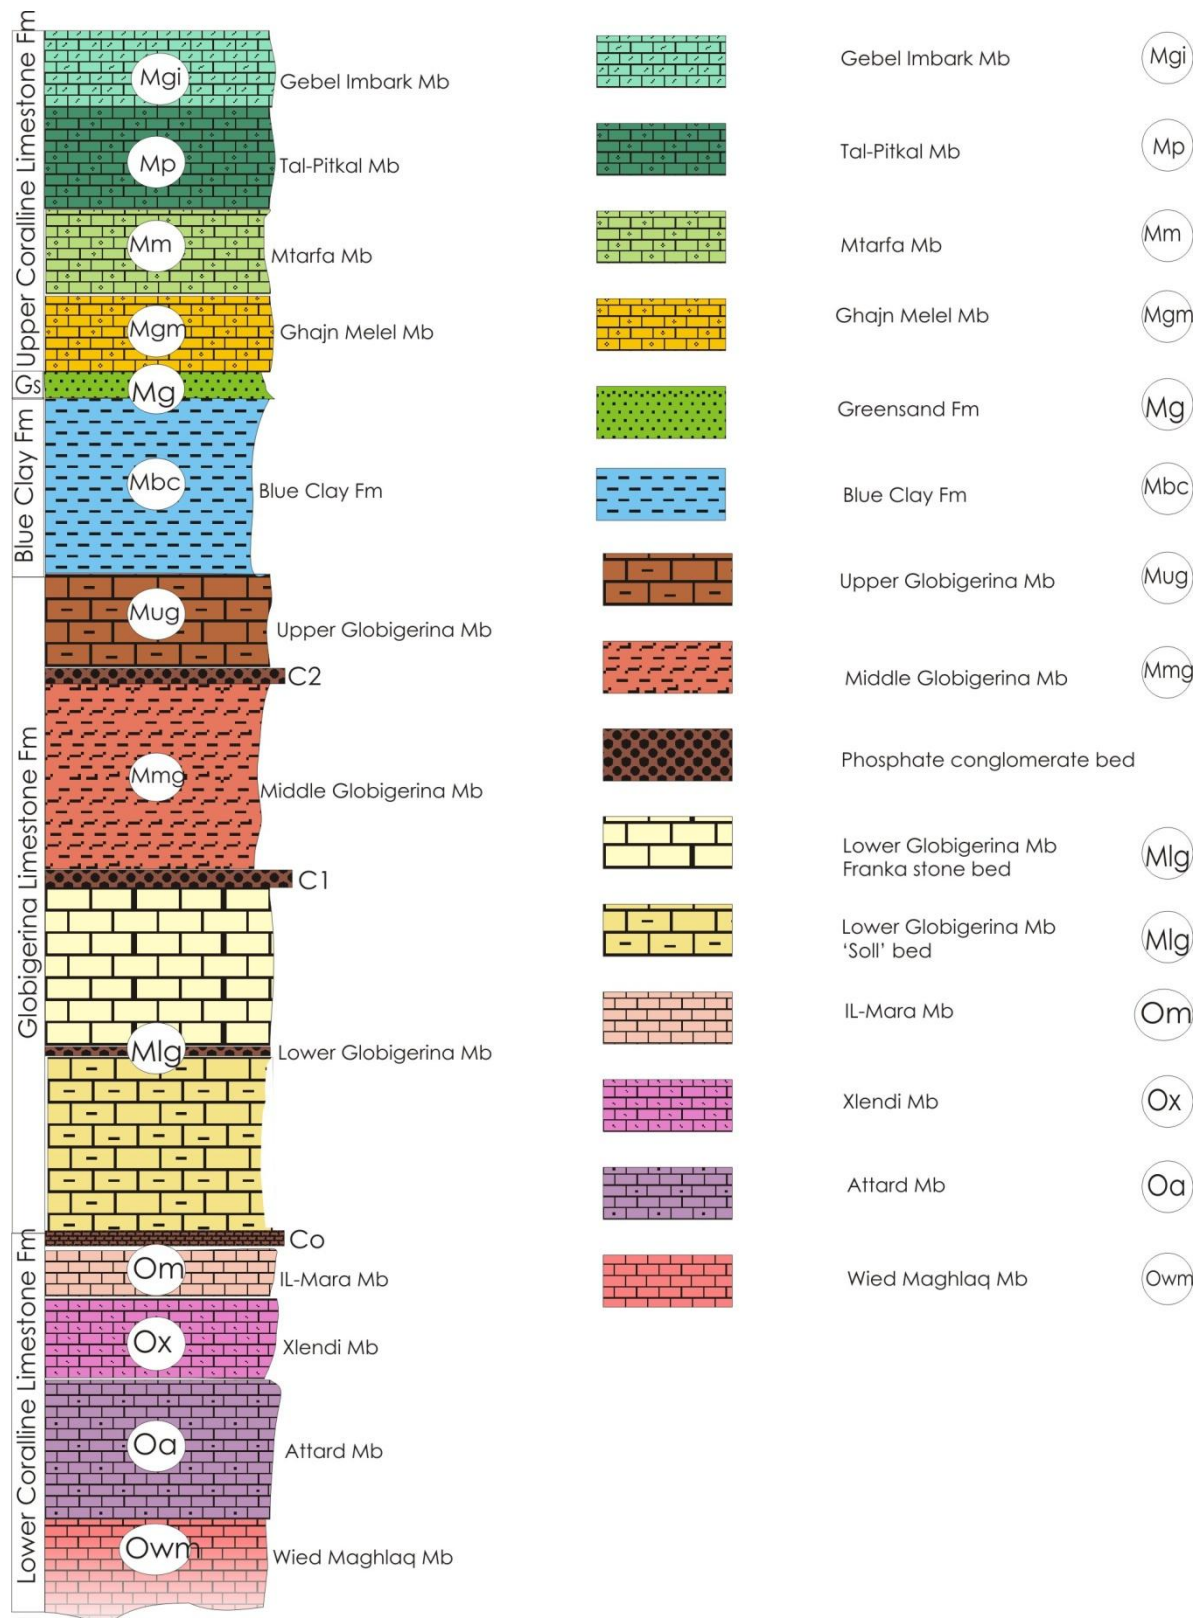 Upper Coralline Limestone Fm
Gs
Blue Clay Fm
Globigerina Limestone Fm
Lower Coralline Limestone Fm
Mgi
Gebel Imbark Mb
Mp
Tal-Pitkal Mb
Mm
Mtarfa Mb
Mgm
Ghajn Melel Mb
Mg
Mbc
Blue Clay Fm
Mug
Upper Globigerina Mb
C2
Mmg
Middle Globigerina Mb
C1
Mlg
Lower Globigerina Mb
Co
Om
IL-Mara Mb
Ox
Xlendi Mb
Oa
Attard Mb
Owm
Wied Maghlaq Mb
Gebel Imbark Mb
Mgi
Tal-Pitkal Mb
Mp
Mtarfa Mb
Mm
Ghajn Melel Mb
Mgm
Greensand Fm
Mg
Blue Clay Fm
Mbc
Upper Globigerina Mb
Mug
Middle Globigerina Mb
Mmg
Phosphate conglomerate bed
Lower Globigerina Mb
Franka stone bed
Mlg
Lower Globigerina Mb
‘Soll’ bed
Mlg
IL-Mara Mb
Om
Xlendi Mb
Ox
Attard Mb
Oa
Wied Maghlaq Mb
Owm